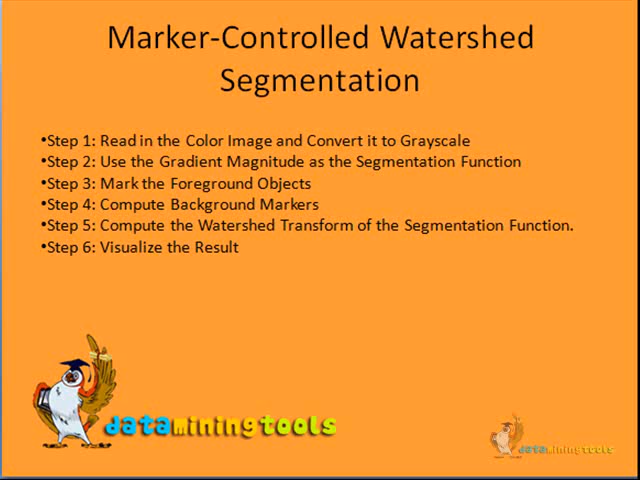 Marker-Controlled Watershed
Segmentation
•Step 1: Read in the Color Image and Convert it to Grayscale
•Step 2: Use the Gradient Magnitude as the Segmentation Function
•Step 3: Mark the Foreground Objects
•Step 4: Compute Background Markers
•Step 5: Compute the Watershed Transform of the Segmentation Function.
•Step 6: Visualize the Result
dataminingtools
dataminingtools